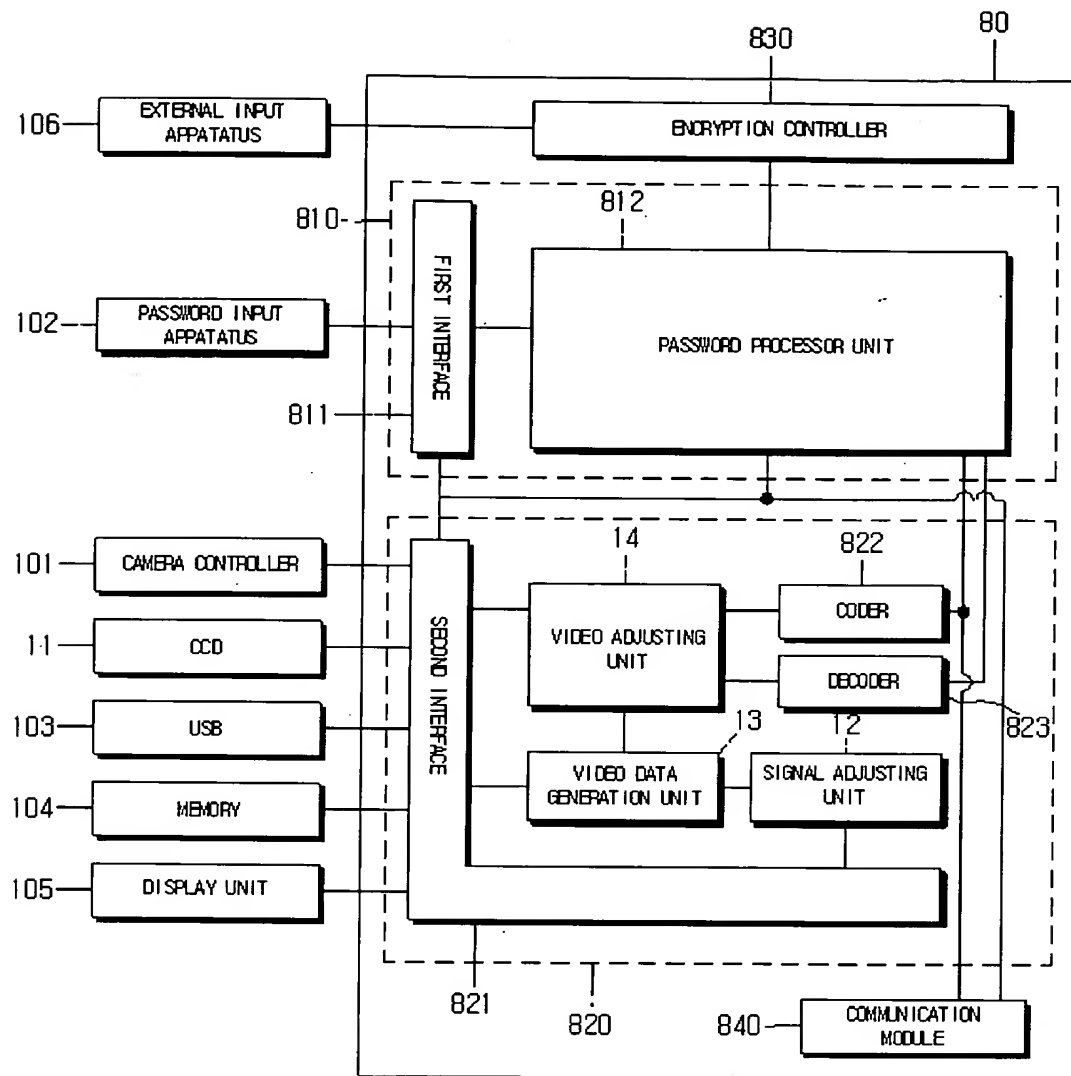 80
830
106
EXTERNAL INPUT
APPATATUS
ENCRYPTION CONTROLLER
810
812
FIRST INTERFACE
102
PASSWORD INPUT
APPATATUS
PASSWORD PROCESSOR UNIT
811
14
822
101
CAMERA CONTROLLER
SECOND INTERFACE
VIDEO ADJUSTING
UNIT
CODER
11
CCD
DECODER
823
103
USB
13
12
VIDEO DATA
GENERATION UNIT
SIGNAL ADJUSTING
UNIT
104
MEMORY
105
DISPLAY UNIT
821
820
840
COMMUNICATION
MODULE